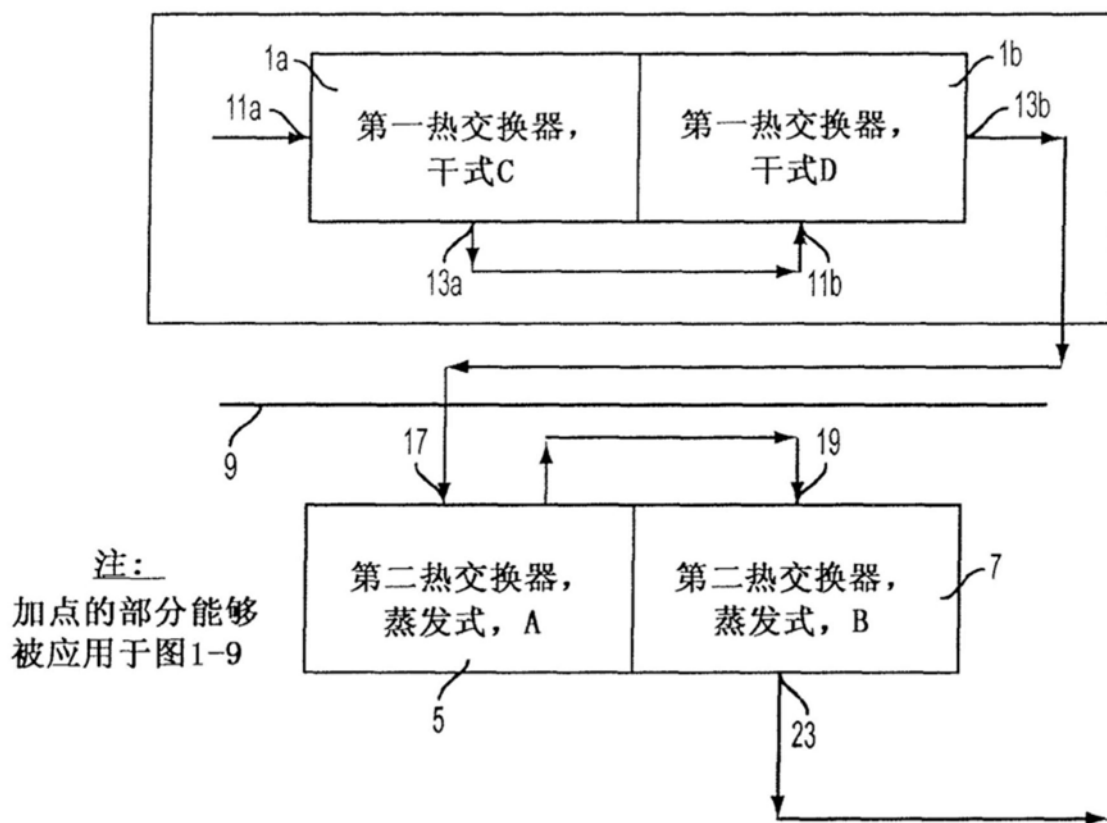 1a
1b
11a
13b
第一热交换器，
干式C
第一热交换器，
干式D
13a
11b
9
17
19
注：
加点的部分能够
被应用于图1-9
第二热交换器，
蒸发式，A
第二热交换器，
蒸发式，B
7
5
23